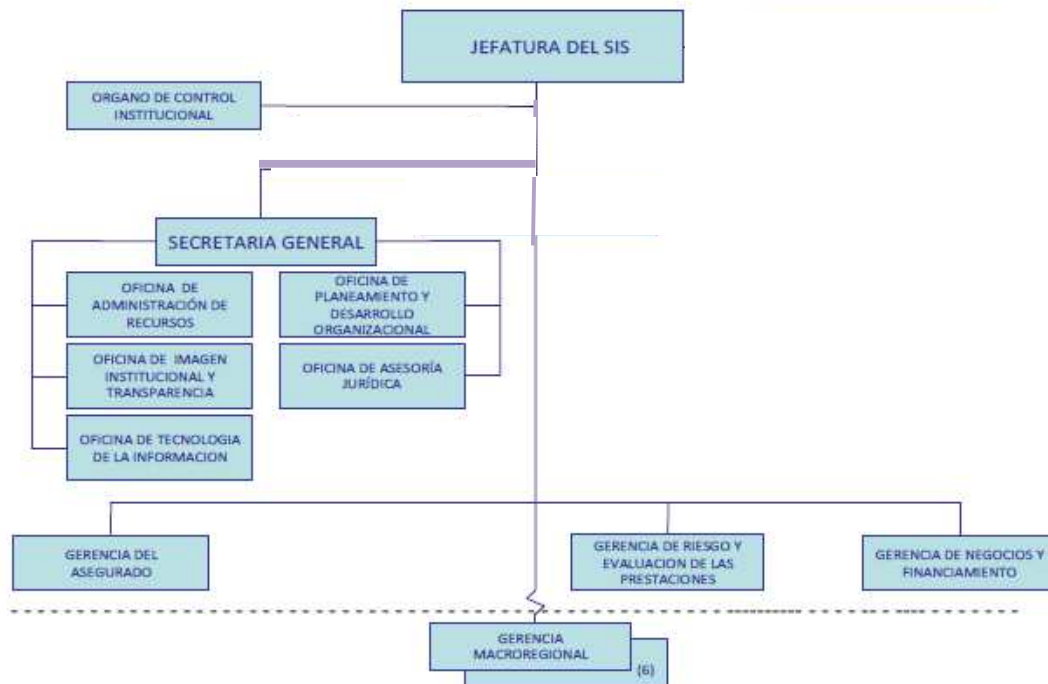 JEFATURA DEL SIS
ORGANO DE CONTROL
INSTITUCIONAL
SECRETARIA GENERAL
OFICINA DE
ADMINISTRACIÓN DE
RECURSOS
OFICINA DE
PLANEAMIENTO Y
DESARROLLO
ORGANIZACIONAL
OFICINA DE IMAGEN
INSTITUCIONAL Y
TRANSPARENCIA
OFICINA DE ASESORÍA
JURÍDICA
OFICINA DE TECNOLOGIA
DE LA INFORMACION
GERENCIA DEL
ASEGURADO
GERENCIA DE RIESGO Y
EVALUACION DE LAS
PRESTACIONES
GERENCIA DE NEGOCIOS Y
FINANCIAMIENTO
GERENCIA
MACROREGIONAL
(6)